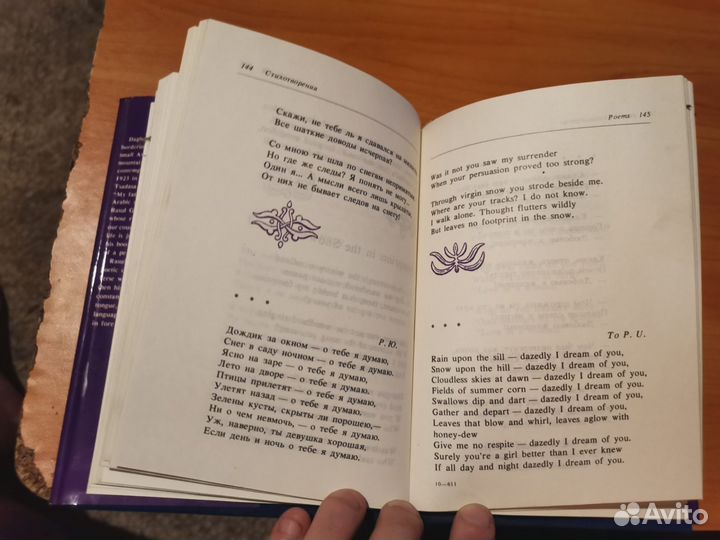 144 Стихотворения
Скажи, не тебе ль я сдавался на
Все шаткие доводы исчерпав?
Со мною ты шла по снегам
Но где же следы? Я понять не могу...
Один я... А мысли всего лишь крылаты,
От них не бывает следов на снегу!
* * *
Р. Ю.
Дождик за окном — о тебе я думаю,
Снег в саду ночном — о тебе я думаю.
Ясно на заре — о тебе я думаю,
Лето на дворе — о тебе я думаю.
Птицы прилетят — о тебе я думаю,
Улетят назад — о тебе я думаю.
Зелены кусты, скрыты ли порошею,—
Ни о чем невмочь, — о тебе я думаю.
Уж, наверно, ты девушка хорошая,
Если день и ночь о тебе я думаю.
Poems 145
Was it not you saw my surrender
When your persuasion proved too strong?
Through virgin snow you strode beside me.
Where are your tracks? I do not know.
I walk alone. Thought flutters wildly
But leaves no footprint in the snow.
* * *
To P. U.
Rain upon the sill — dazedly I dream of you,
Snow upon the hill — dazedly I dream of you,
Cloudless skies at dawn — dazedly I dream of you,
Fields of summer corn — dazedly I dream of you,
Swallows dip and dart — dazedly I dream of you,
Gather and depart — dazedly I dream of you,
Leaves that blow and whirl, leaves aglow with
honey-dew
Give me no respite — dazedly I dream of you.
Surely you're a girl better than I ever knew
If all day and night dazedly I dream of you.
10—611
Avito